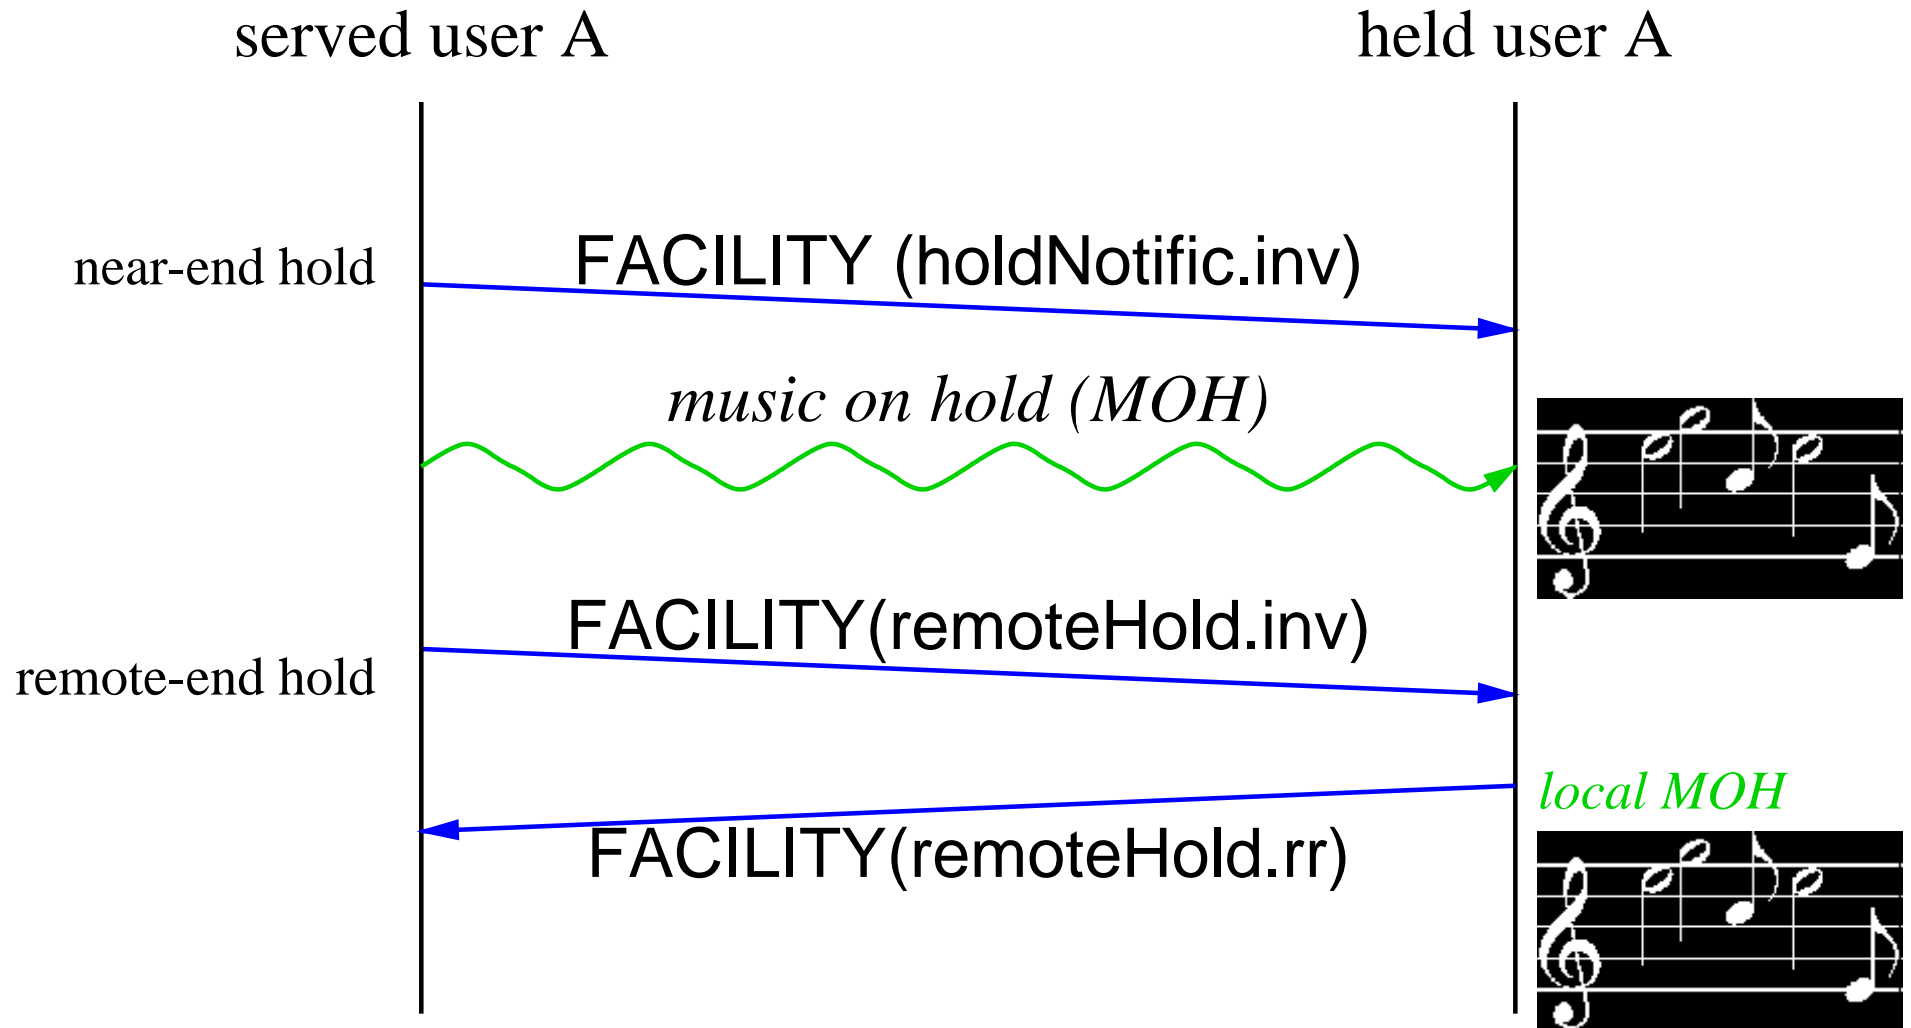 served user A
held user A
near-end hold
FACILITY (holdNotific.inv)
music on hold (MOH)
FACILITY(remoteHold.inv)
remote-end hold
local MOH
FACILITY(remoteHold.rr)